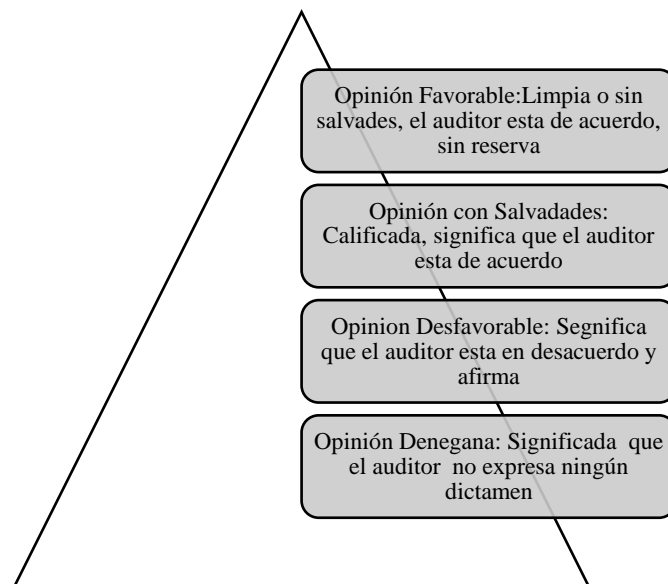 Opinión Favorable:Limpia o sin
salvades, el auditor esta de acuerdo,
sin reserva
Opinión con Salvadades:
Calificada, significa que el auditor
esta de acuerdo
Opinion Desfavorable: Segnifica
que el auditor esta en desacuerdo y
afirma
Opinión Denegana: Significada que
el auditor no expresa ningún
dictamen